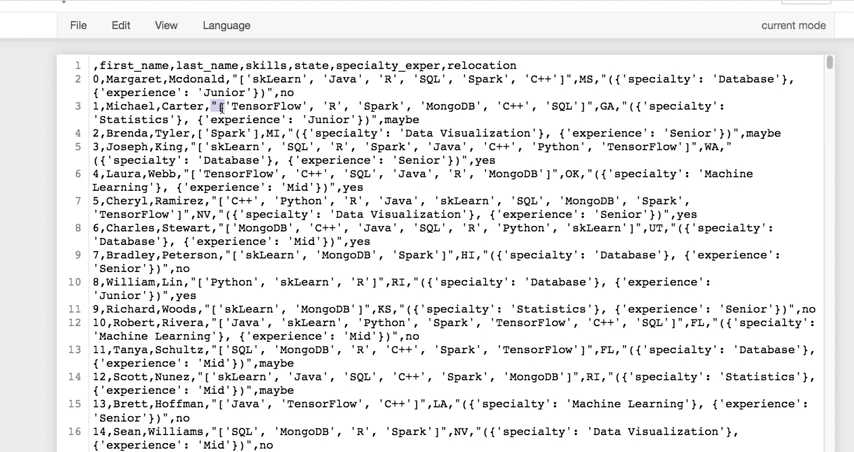 File Edit View Language current mode
1 ,first_name,last_name,skills,state,specialty_exper,relocation
2 0,Margaret,Mcdonald,"['skLearn', 'Java', 'R', 'SQL', 'Spark', 'C++']",MS,"({'specialty': 'Database'},
{'experience': 'Junior'})",no
3 1,Michael,Carter,"['TensorFlow', 'R', 'Spark', 'MongoDB', 'C++', 'SQL']",GA,"({'specialty':
'Statistics'}, {'experience': 'Junior'})",maybe
4 2,Brenda,Tyler,['Spark'],MI,"({'specialty': 'Data Visualization'}, {'experience': 'Senior'})",maybe
5 3,Joseph,King,"['skLearn', 'SQL', 'R', 'Spark', 'Java', 'C++', 'Python', 'TensorFlow']",WA,"
({'specialty': 'Database'}, {'experience': 'Senior'})",yes
6 4,Laura,Webb,"['TensorFlow', 'C++', 'SQL', 'Java', 'R', 'MongoDB']",OK,"({'specialty': 'Machine
Learning'}, {'experience': 'Mid'})",yes
7 5,Cheryl,Ramirez,"['C++', 'Python', 'R', 'Java', 'skLearn', 'SQL', 'MongoDB', 'Spark',
'TensorFlow']",NV,"({'specialty': 'Data Visualization'}, {'experience': 'Senior'})",yes
8 6,Charles,Stewart,"['MongoDB', 'C++', 'Java', 'SQL', 'R', 'Python', 'skLearn']",UT,"({'specialty':
'Database'}, {'experience': 'Mid'})",yes
9 7,Bradley,Peterson,"['skLearn', 'MongoDB', 'Spark']",HI,"({'specialty': 'Database'}, {'experience':
'Senior'})",no
10 8,William,Lin,"['Python', 'skLearn', 'R']",RI,"({'specialty': 'Database'}, {'experience':
'Junior'})",yes
11 9,Richard,Woods,"['skLearn', 'MongoDB']",KS,"({'specialty': 'Statistics'}, {'experience': 'Senior'})",no
12 10,Robert,Rivera,"['Java', 'skLearn', 'Python', 'Spark', 'TensorFlow', 'C++', 'SQL']",FL,"({'specialty':
'Machine Learning'}, {'experience': 'Mid'})",no
13 11,Tanya,Schultz,"['SQL', 'MongoDB', 'R', 'C++', 'Spark', 'TensorFlow']",FL,"({'specialty': 'Database'},
{'experience': 'Mid'})",maybe
14 12,Scott,Nunez,"['skLearn', 'Java', 'SQL', 'C++', 'Spark', 'MongoDB']",RI,"({'specialty': 'Statistics'},
{'experience': 'Mid'})",maybe
15 13,Brett,Hoffman,"['Java', 'TensorFlow', 'C++']",LA,"({'specialty': 'Machine Learning'}, {'experience':
'Senior'})",no
16 14,Sean,Williams,"['SQL', 'MongoDB', 'R', 'Spark']",NV,"({'specialty': 'Data Visualization'},
{'experience': 'Mid'})",no